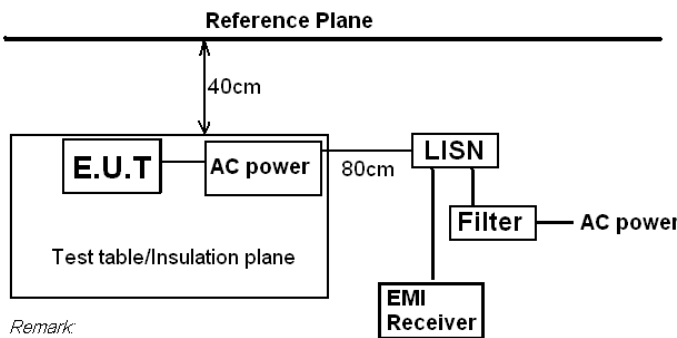 Reference Plane
40cm
E.U.T
AC power
80cm
LISN
Filter
AC power
Test table/Insulation plane
EMI
Receiver
Remark: